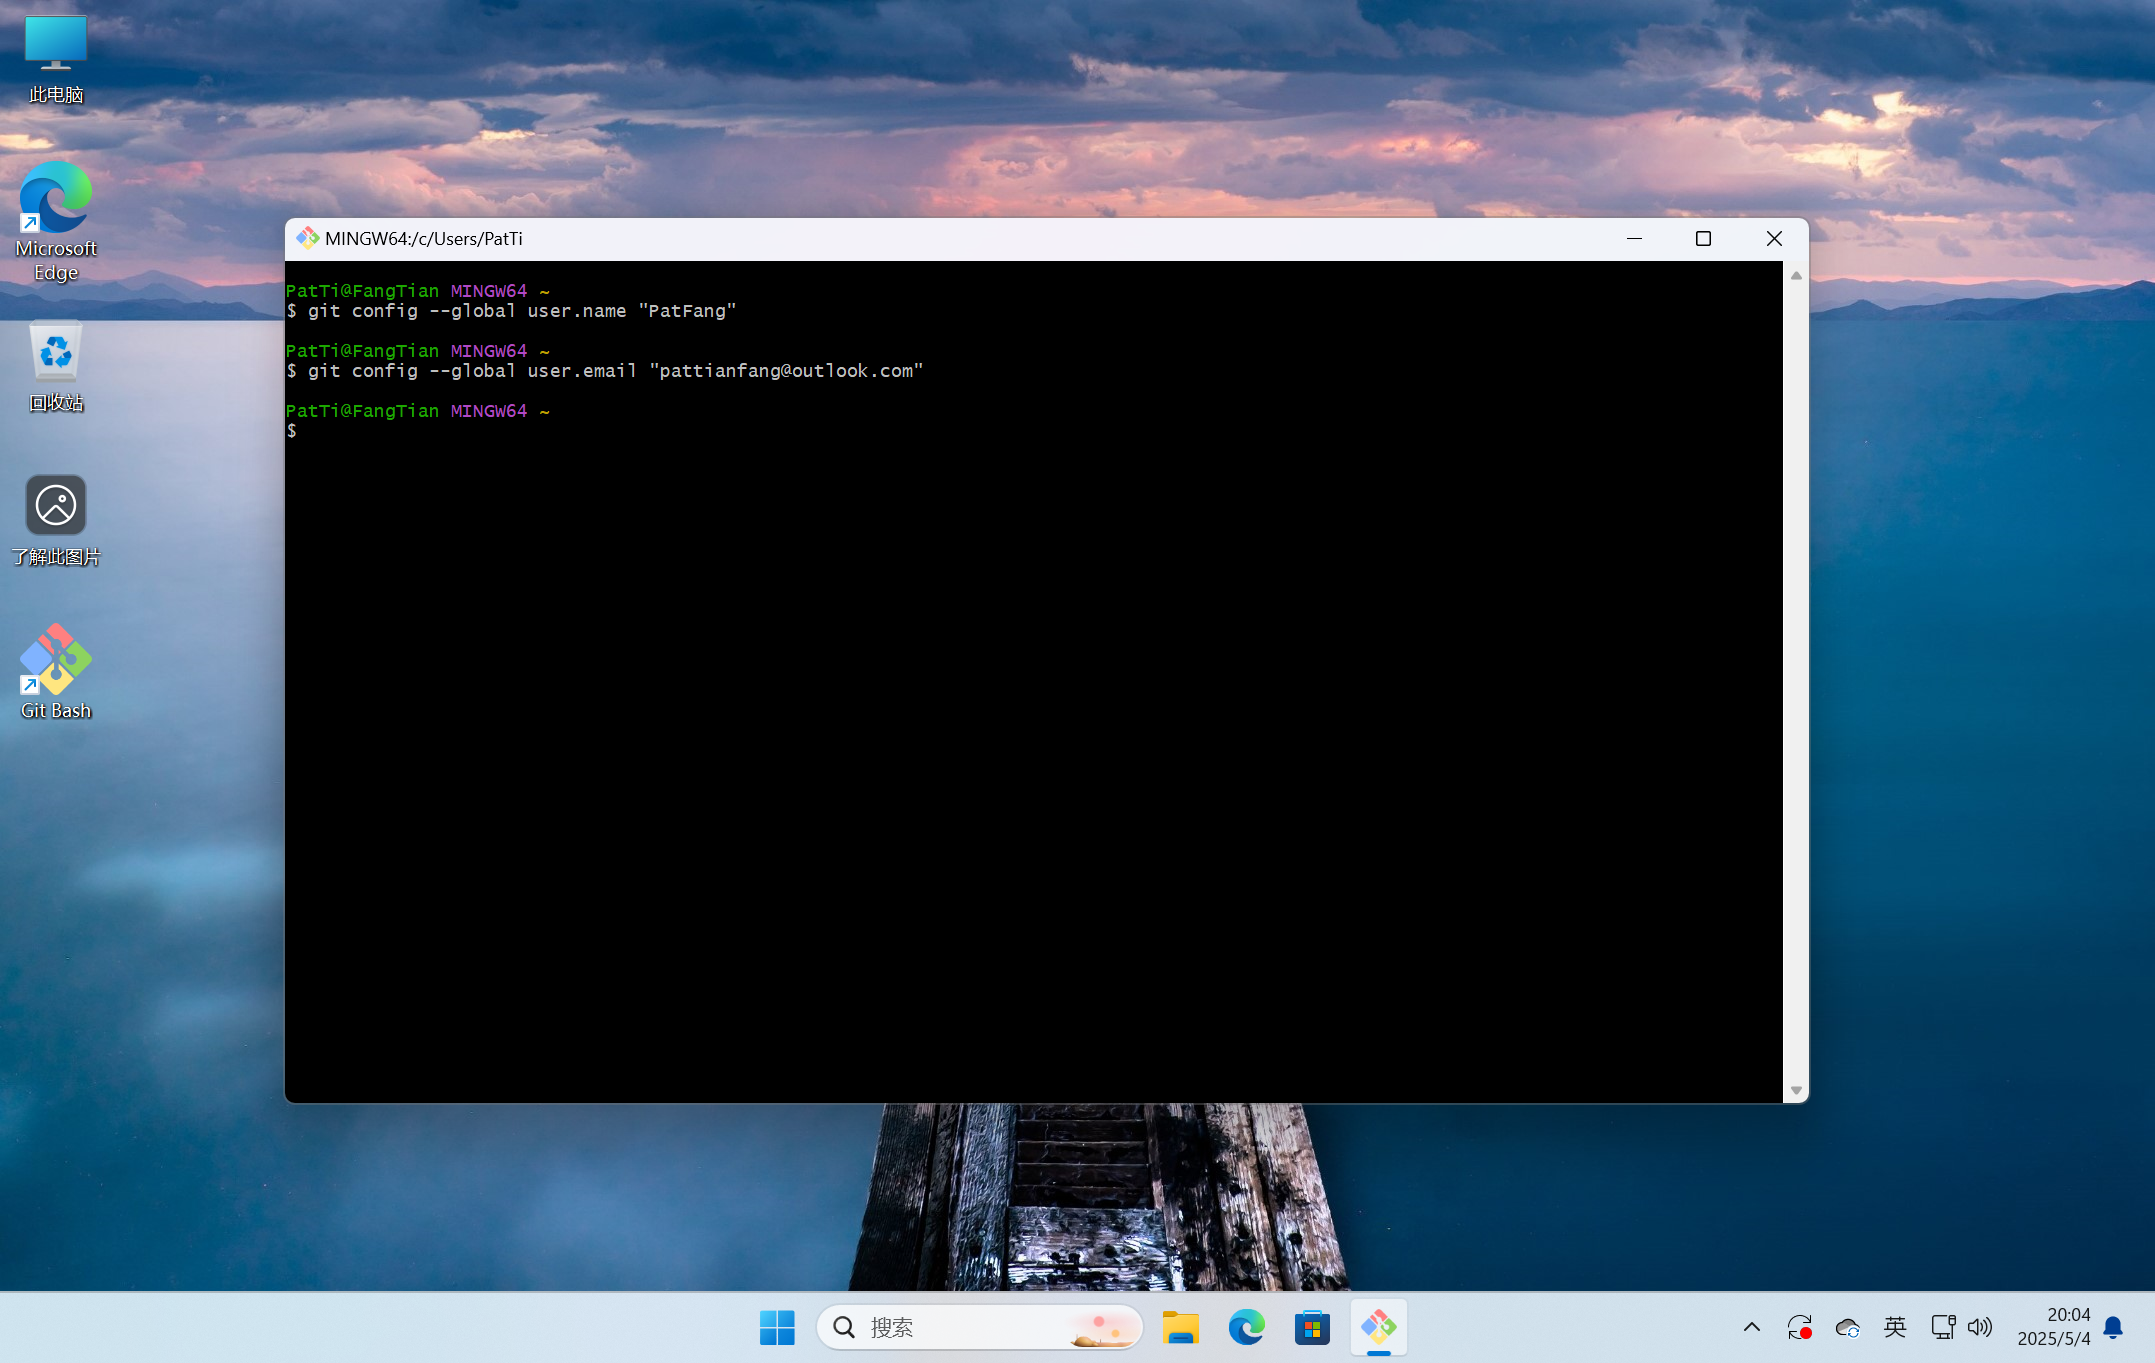 此电脑
Microsoft
Edge
回收站
了解此图片
Git Bash
MINGW64:/c/Users/PatTi
PatTi@FangTian MINGW64 ~
$ git config --global user.name "PatFang"
PatTi@FangTian MINGW64 ~
$ git config --global user.email "pattianfang@outlook.com"
PatTi@FangTian MINGW64 ~
$
搜索
英
20:04
2025/5/4